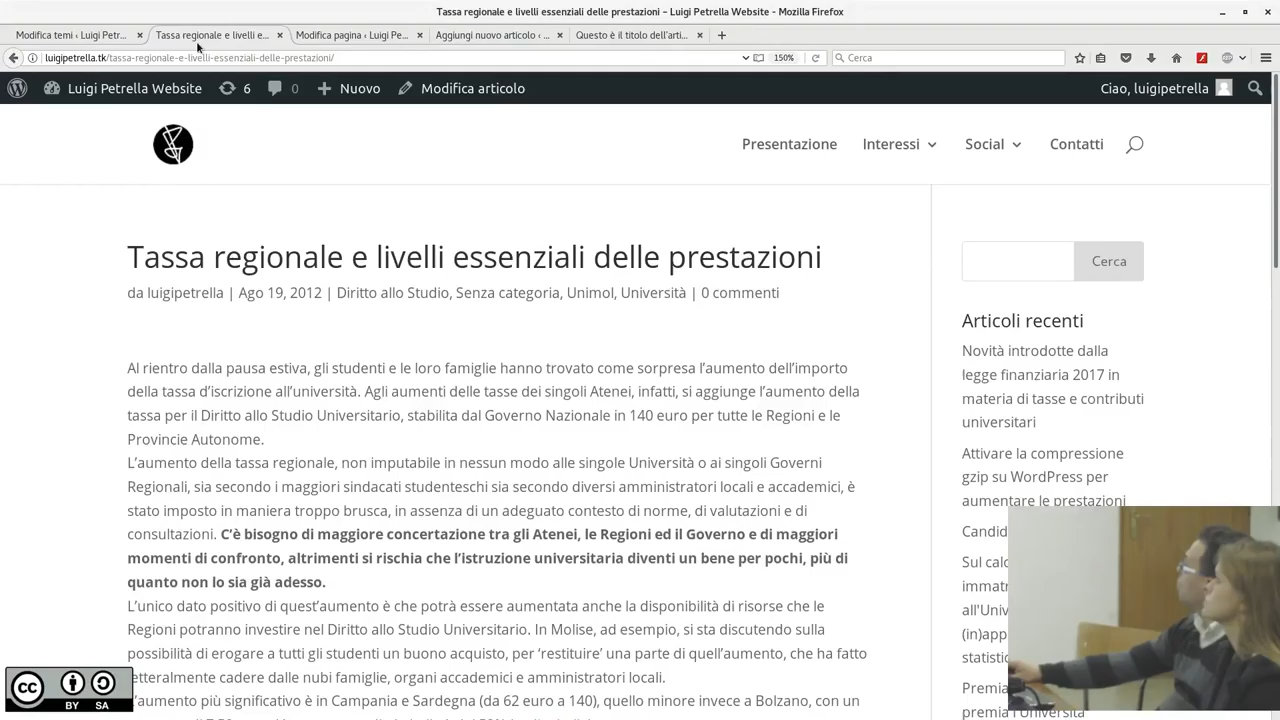 Tassa regionale e livelli essenziali delle prestazioni – Luigi Petrella Website - Mozilla Firefox
Modifica temi ‹ Luigi Petr...
Tassa regionale e livelli e...
Modifica pagina ‹ Luigi Pe...
Aggiungi nuovo articolo ‹ ...
Questo è il titolo dell'arti...
luigipetrella.tk/tassa-regionale-e-livelli-essenziali-delle-prestazioni/
150%
Cerca
Luigi Petrella Website 6 0 Nuovo Modifica articolo Ciao, luigipetrella
Presentazione Interessi Social Contatti
Tassa regionale e livelli essenziali delle prestazioni
da luigipetrella | Ago 19, 2012 | Diritto allo Studio, Senza categoria, Unimol, Università | 0 commenti
Al rientro dalla pausa estiva, gli studenti e le loro famiglie hanno trovato come sorpresa l’aumento dell’importo
della tassa d’iscrizione all’università. Agli aumenti delle tasse dei singoli Atenei, infatti, si aggiunge l’aumento della
tassa per il Diritto allo Studio Universitario, stabilita dal Governo Nazionale in 140 euro per tutte le Regioni e le
Provincie Autonome.
L’aumento della tassa regionale, non imputabile in nessun modo alle singole Università o ai singoli Governi
Regionali, sia secondo i maggiori sindacati studenteschi sia secondo diversi amministratori locali e accademici, è
stato imposto in maniera troppo brusca, in assenza di un adeguato contesto di norme, di valutazioni e di
consultazioni. C’è bisogno di maggiore concertazione tra gli Atenei, le Regioni ed il Governo e di maggiori
momenti di confronto, altrimenti si rischia che l’istruzione universitaria diventi un bene per pochi, più di
quanto non lo sia già adesso.
L’unico dato positivo di quest’aumento è che potrà essere aumentata anche la disponibilità di risorse che le
Regioni potranno investire nel Diritto allo Studio Universitario. In Molise, ad esempio, si sta discutendo sulla
possibilità di erogare a tutti gli studenti un buono acquisto, per ‘restituire’ una parte di quell’aumento, che ha fatto
letteralmente cadere dalle nubi famiglie, organi accademici e amministratori locali.
L’aumento più significativo è in Campania e Sardegna (da 62 euro a 140), quello minore invece a Bolzano, con un
Cerca
Articoli recenti
Novità introdotte dalla
legge finanziaria 2017 in
materia di tasse e contributi
universitari
Attivare la compressione
gzip su WordPress per
aumentare le prestazioni
Candid
Sul calc
immatr
all'Univ
(in)app
statistic
Premia
premia l'Università
cc BY SA